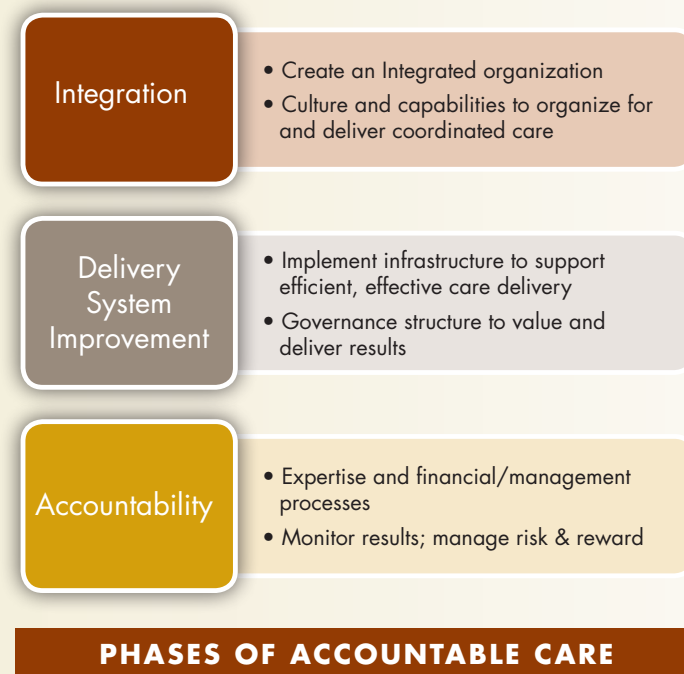 Integration
• Create an Integrated organization
• Culture and capabilities to organize for
and deliver coordinated care
Delivery
System
Improvement
• Implement infrastructure to support
efficient, effective care delivery
• Governance structure to value and
deliver results
Accountability
• Expertise and financial/management
processes
• Monitor results; manage risk & reward
PHASES OF ACCOUNTABLE CARE